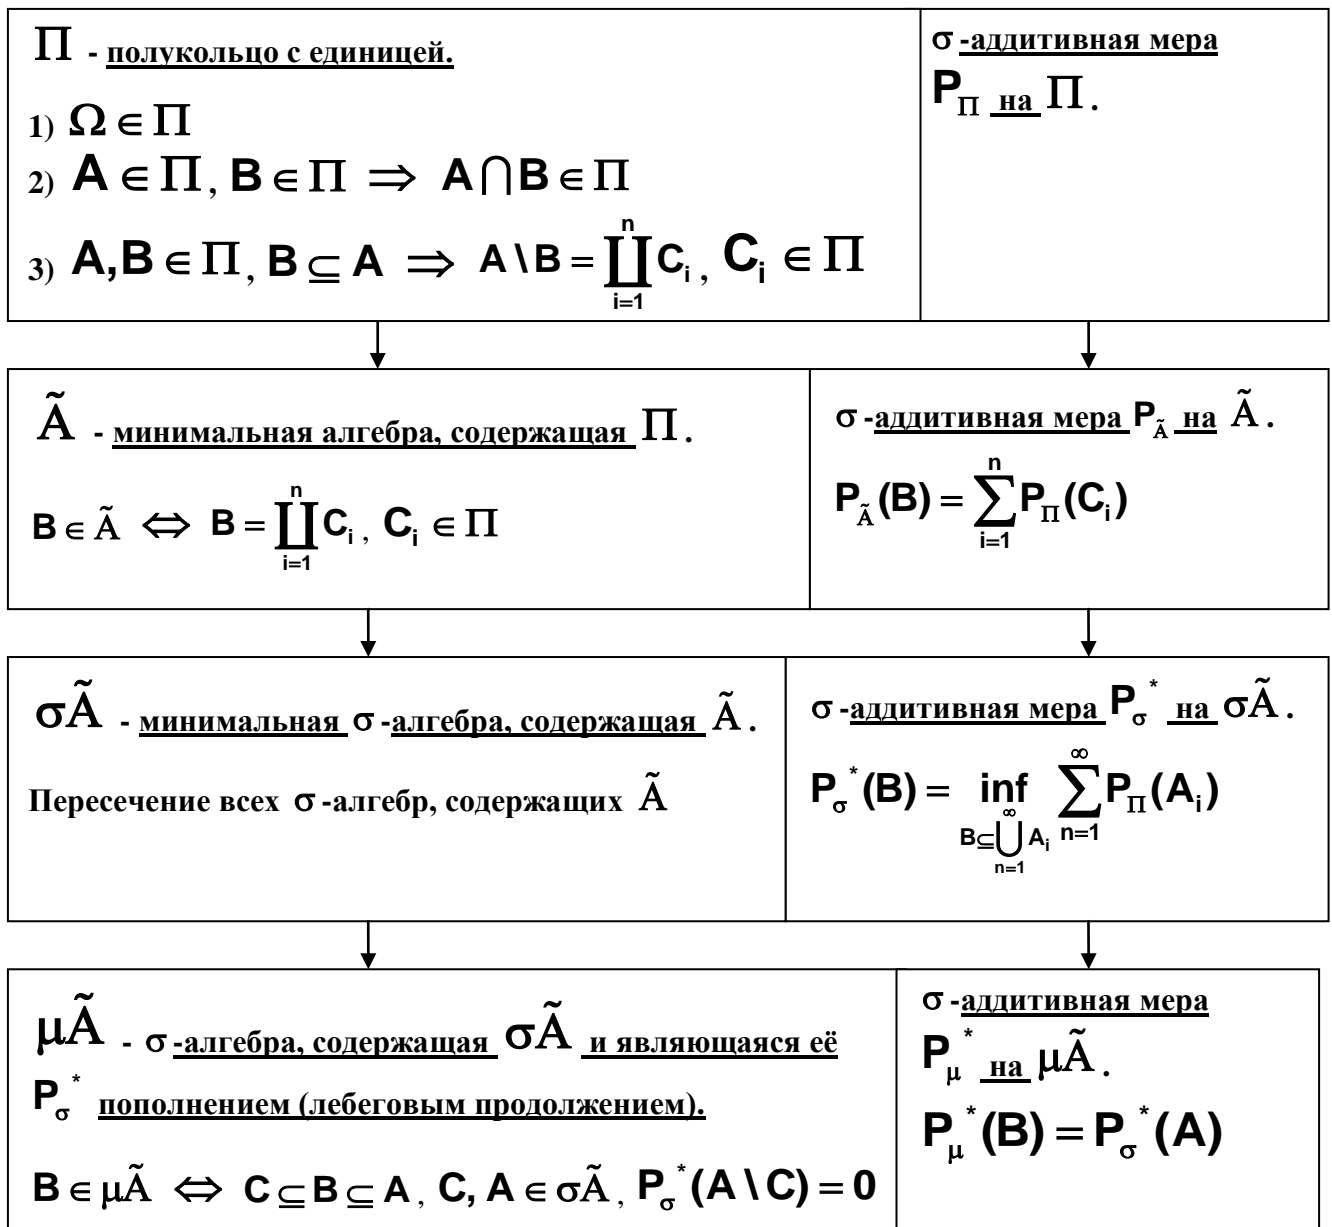 Π - полукольцо с единицей.
1) Ω ∈ Π
2) A ∈ Π, B ∈ Π ⇒ A ⋂ B ∈ Π
3) A,B ∈ Π, B ⊆ A ⇒ A \ B = ∐_{i=1}^{n} C_i, C_i ∈ Π
σ -аддитивная мера
P_Π на Π.
Ã - минимальная алгебра, содержащая Π.
B ∈ Ã ⇔ B = ∐_{i=1}^{n} C_i, C_i ∈ Π
σ -аддитивная мера P_Ã на Ã.
P_Ã(B) = ∑_{i=1}^{n} P_Π(C_i)
σÃ - минимальная σ -алгебра, содержащая Ã.
Пересечение всех σ -алгебр, содержащих Ã
σ -аддитивная мера P_σ^* на σÃ.
P_σ^*(B) = inf_{B⊆⋃_{n=1}^{∞} A_i} ∑_{n=1}^{∞} P_Π(A_i)
μÃ - σ -алгебра, содержащая σÃ и являющаяся её
P_σ^* пополнением (лебеговым продолжением).
B ∈ μÃ ⇔ C ⊆ B ⊆ A, C, A ∈ σÃ, P_σ^*(A \ C) = 0
σ -аддитивная мера
P_μ^* на μÃ.
P_μ^*(B) = P_σ^*(A)